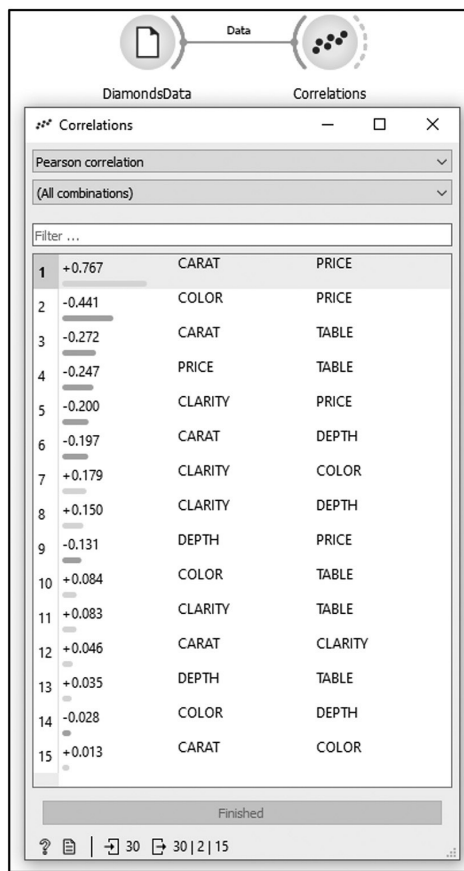 Data
DiamondsData Correlations
Correlations
Pearson correlation
(All combinations)
Filter ...
1 +0.767 CARAT PRICE
2 -0.441 COLOR PRICE
3 -0.272 CARAT TABLE
4 -0.247 PRICE TABLE
5 -0.200 CLARITY PRICE
6 -0.197 CARAT DEPTH
7 +0.179 CLARITY COLOR
8 +0.150 CLARITY DEPTH
9 -0.131 DEPTH PRICE
10 +0.084 COLOR TABLE
11 +0.083 CLARITY TABLE
12 +0.046 CARAT CLARITY
13 +0.035 DEPTH TABLE
14 -0.028 COLOR DEPTH
15 +0.013 CARAT COLOR
Finished
? 30 30 | 2 | 15